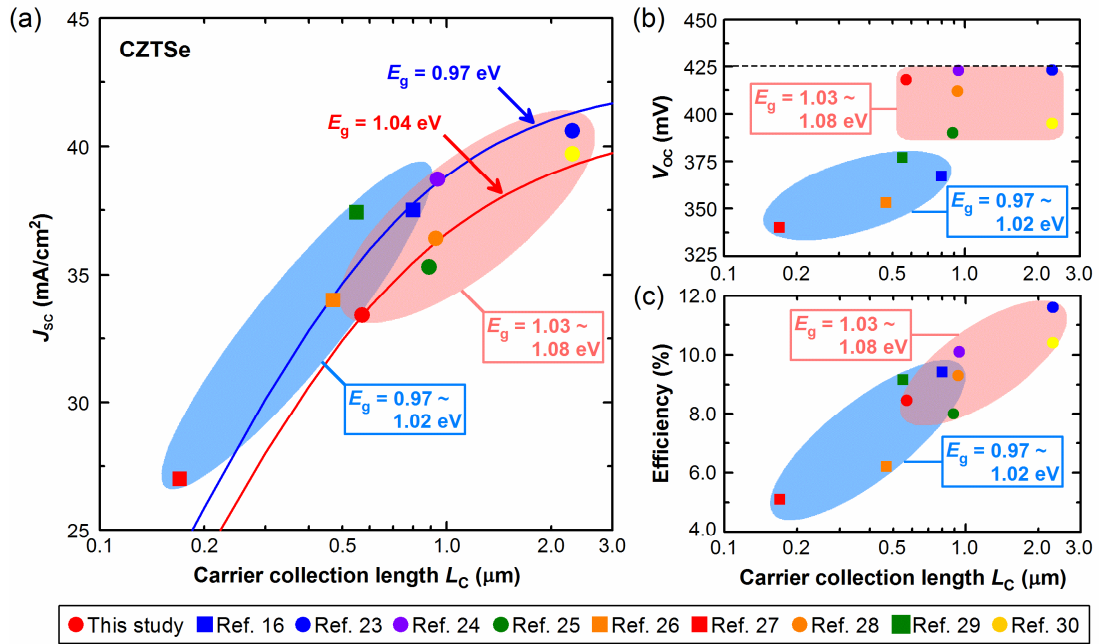 (a)
CZTSe
45
40
35
30
25
Jsc (mA/cm²)
Eg = 0.97 eV
Eg = 1.04 eV
Eg = 1.03 ~
1.08 eV
Eg = 0.97 ~
1.02 eV
0.1 0.2 0.5 1.0 2.0 3.0
Carrier collection length LC (μm)
(b)
450
425
400
375
350
325
VOC (mV)
Eg = 1.03 ~
1.08 eV
Eg = 0.97 ~
1.02 eV
0.1 0.2 0.5 1.0 2.0 3.0
(c)
12.0
10.0
8.0
6.0
4.0
Efficiency (%)
Eg = 1.03 ~
1.08 eV
Eg = 0.97 ~
1.02 eV
0.1 0.2 0.5 1.0 2.0 3.0
Carrier collection length LC (μm)
This study Ref. 16 Ref. 23 Ref. 24 Ref. 25 Ref. 26 Ref. 27 Ref. 28 Ref. 29 Ref. 30